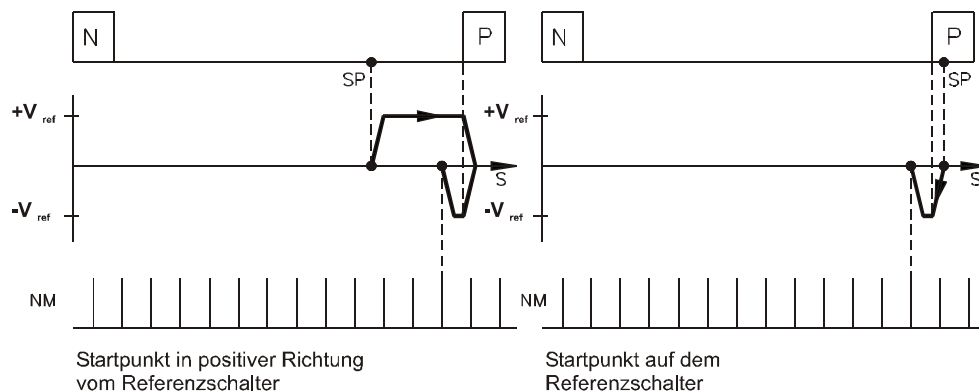 N P N P
SP SP
+V ref +V ref
S S
-V ref -V ref
NM NM
Startpunkt in positiver Richtung
vom Referenzschalter
Startpunkt auf dem
Referenzschalter